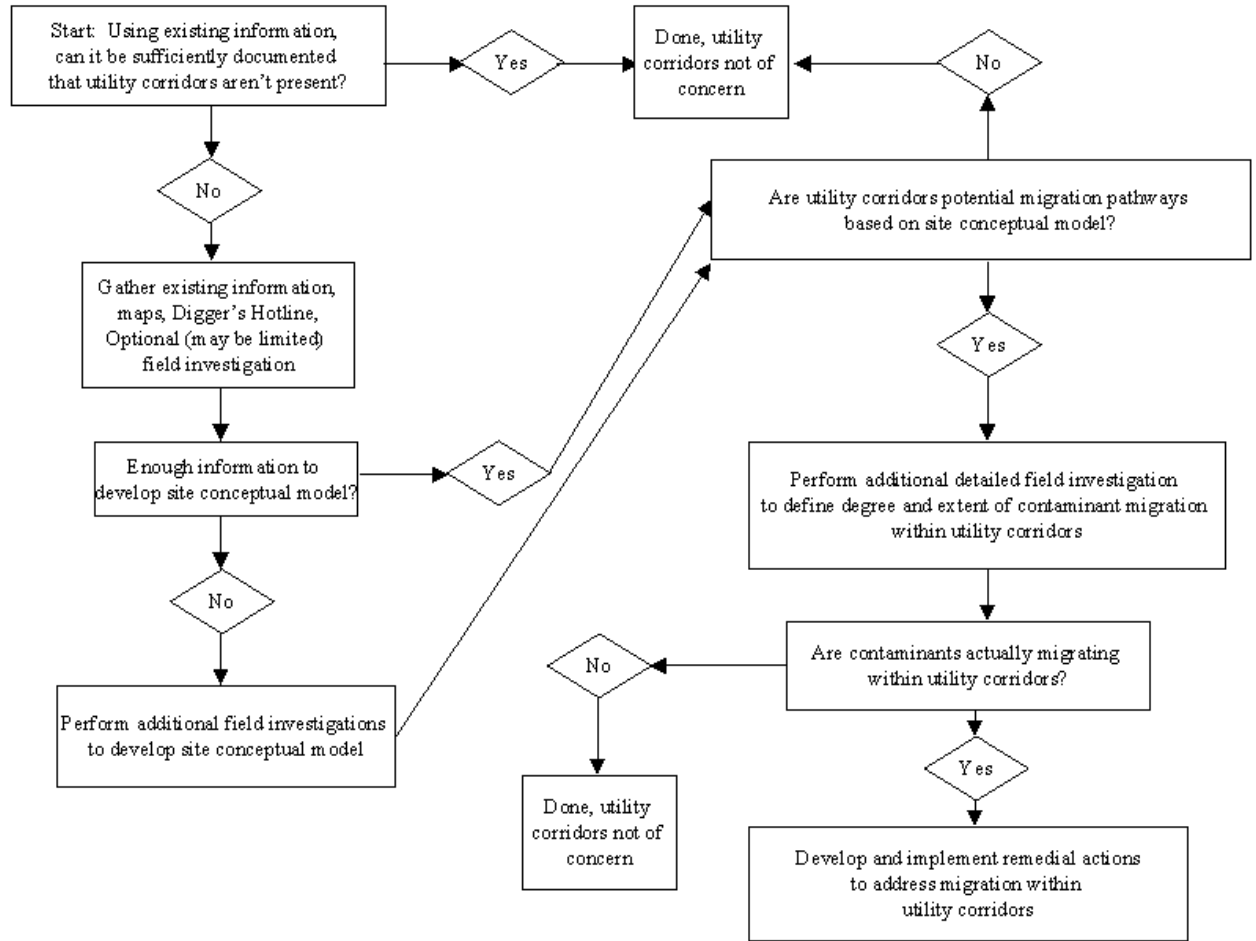 Start:  Using existing information,
can it be sufficiently documented
that utility corridors aren't present?
Yes
Done, utility
corridors not of
concern
No
No
Are utility corridors potential migration pathways
based on site conceptual model?
Gather existing information,
maps, Digger's Hotline,
Optional (may be limited)
field investigation
Yes
Enough information to
develop site conceptual model?
Yes
Perform additional detailed field investigation
to define degree and extent of contaminant migration
within utility corridors
No
Are contaminants actually migrating
within utility corridors?
No
Perform additional field investigations
to develop site conceptual model
Yes
Done, utility
corridors not of
concern
Develop and implement remedial actions
to address migration within
utility corridors